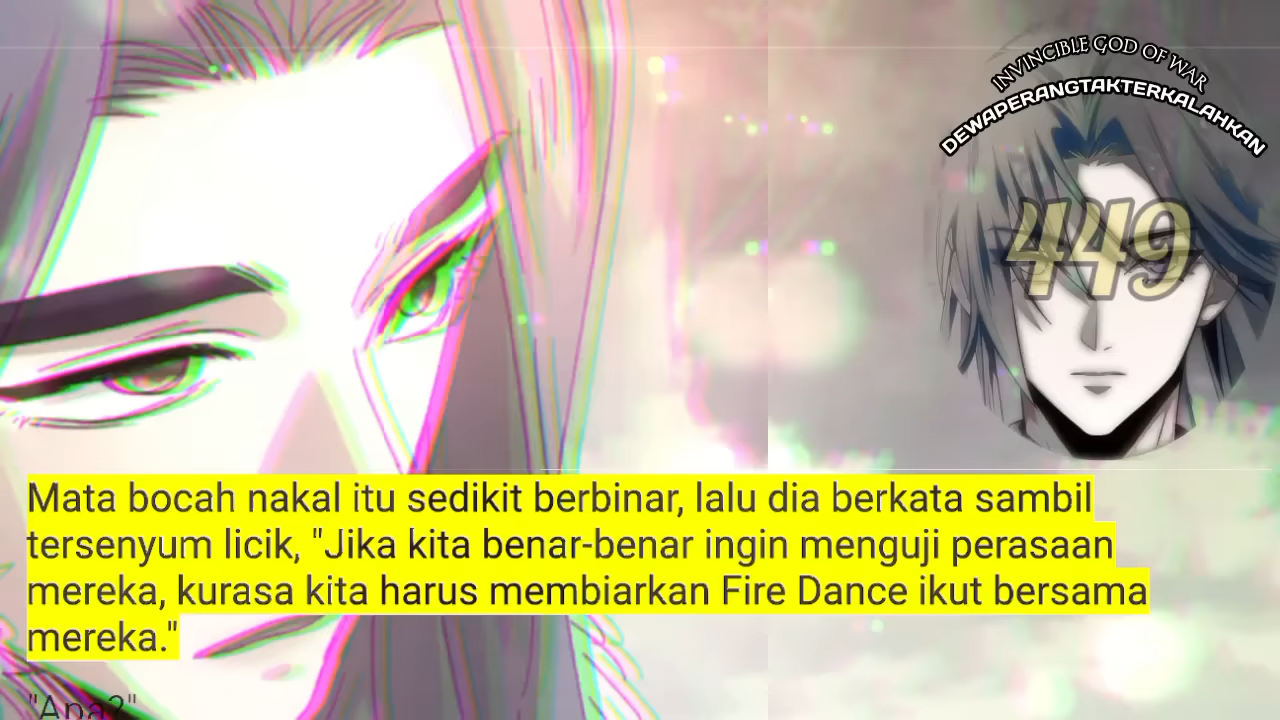 INVINCIBLE GOD OF WAR
DEWAPERANGTAKTERKALAHKAN
449
Mata bocah nakal itu sedikit berbinar, lalu dia berkata sambil
tersenyum licik, "Jika kita benar-benar ingin menguji perasaan
mereka, kurasa kita harus membiarkan Fire Dance ikut bersama
mereka."
"Apa?"